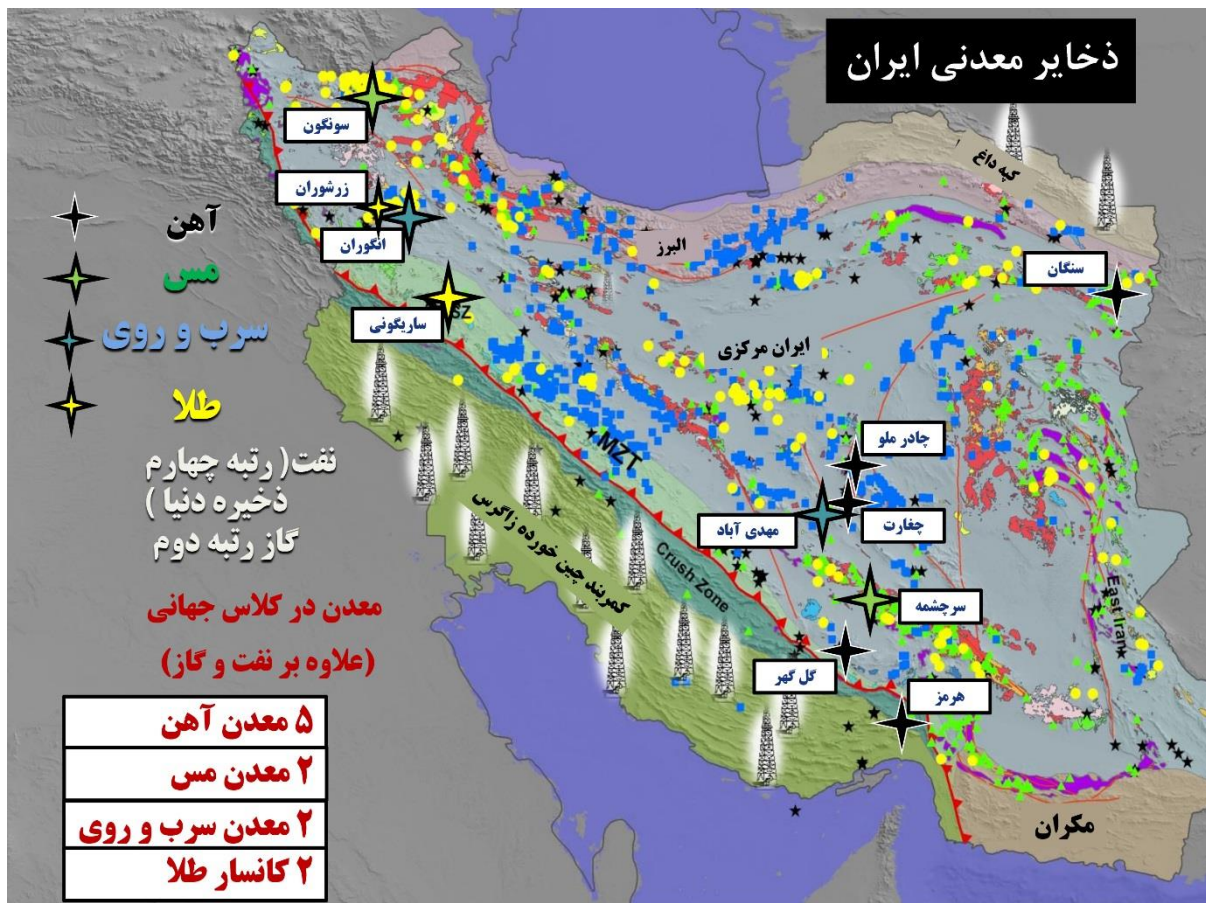 ذخایر معدنی ایران
سونگون
زرشوران
انگوران
ساریگونی
کپه داغ
البرز
سنگان
ایران مرکزی
چادر ملو
چغارت
مهدی آباد
سرچشمه
گل گهر
هرمز
مکران
کمربند چین خورده زاگرس
SZ
MZT
Crush Zone
East Iran
آهن
مس
سرب و روی
طلا
نفت( رتبه چهارم
ذخیره دنیا )
گاز رتبه دوم
معدن در کلاس جهانی
(علاوه بر نفت و گاز)
۵ معدن آهن
۲ معدن مس
۲ معدن سرب و روی
۲ کانسار طلا